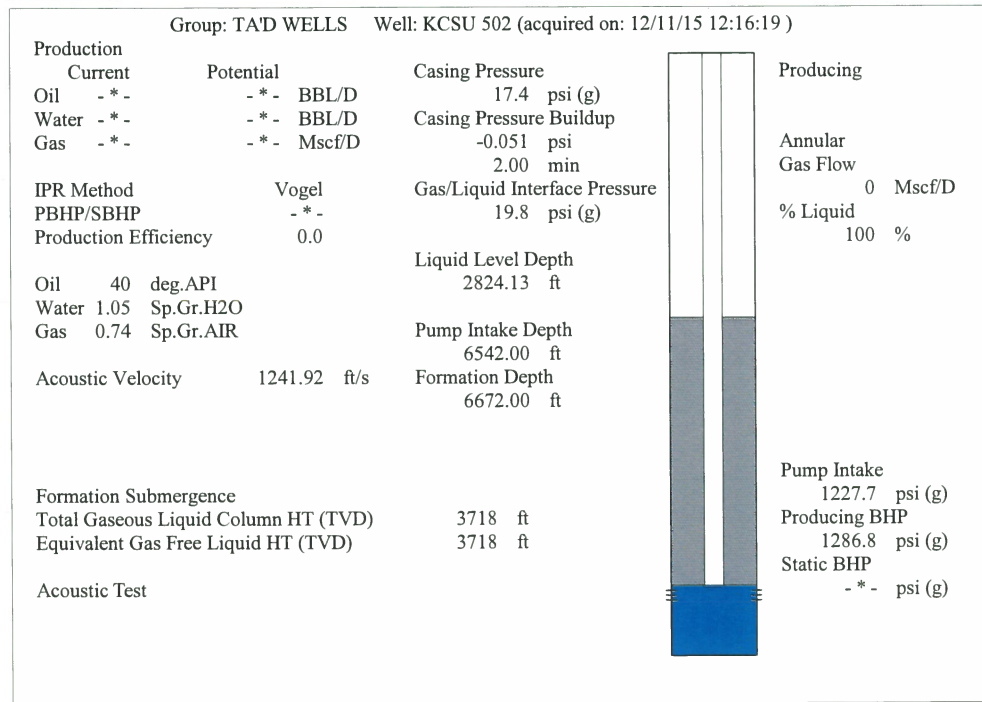 Group: TA'D WELLS Well: KCSU 502 (acquired on: 12/11/15 12:16:19 )
Production
Current Potential
Oil - * - - * - BBL/D
Water - * - - * - BBL/D
Gas - * - - * - Mscf/D
IPR Method Vogel
PBHP/SBHP - * -
Production Efficiency 0.0
Oil 40 deg.API
Water 1.05 Sp.Gr.H2O
Gas 0.74 Sp.Gr.AIR
Acoustic Velocity 1241.92 ft/s
Formation Submergence
Total Gaseous Liquid Column HT (TVD) 3718 ft
Equivalent Gas Free Liquid HT (TVD) 3718 ft
Acoustic Test
Casing Pressure
17.4 psi (g)
Casing Pressure Buildup
-0.051 psi
2.00 min
Gas/Liquid Interface Pressure
19.8 psi (g)
Liquid Level Depth
2824.13 ft
Pump Intake Depth
6542.00 ft
Formation Depth
6672.00 ft
Producing
Annular
Gas Flow
0 Mscf/D
% Liquid
100 %
Pump Intake
1227.7 psi (g)
Producing BHP
1286.8 psi (g)
Static BHP
- * - psi (g)